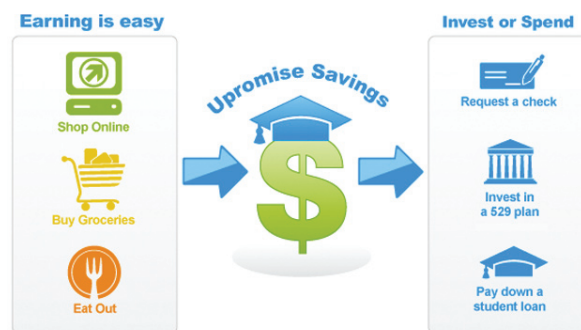 Earning is easy
Shop Online
Buy Groceries
Eat Out
Upromise Savings
Invest or Spend
Request a check
Invest in
a 529 plan
Pay down a
student loan